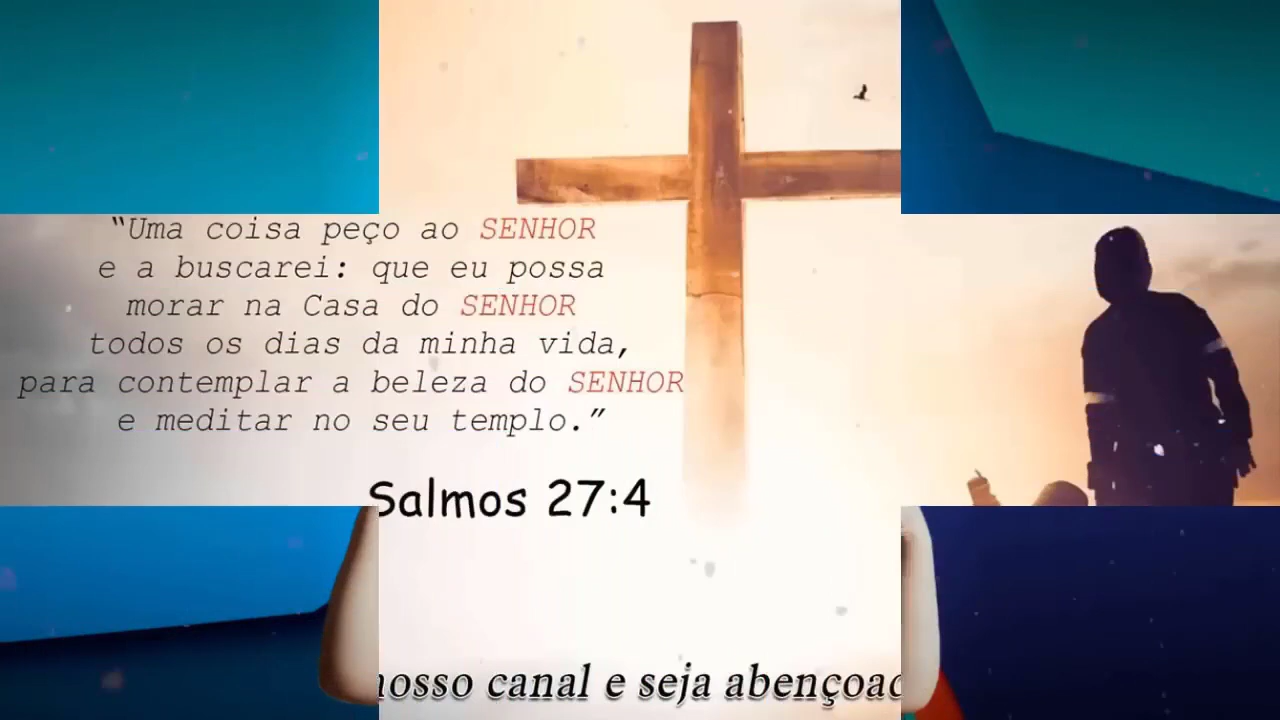 “Uma coisa peço ao SENHOR
e a buscarei: que eu possa
morar na Casa do SENHOR
todos os dias da minha vida,
para contemplar a beleza do SENHOR
e meditar no seu templo.”
Salmos 27:4
nosso canal e seja